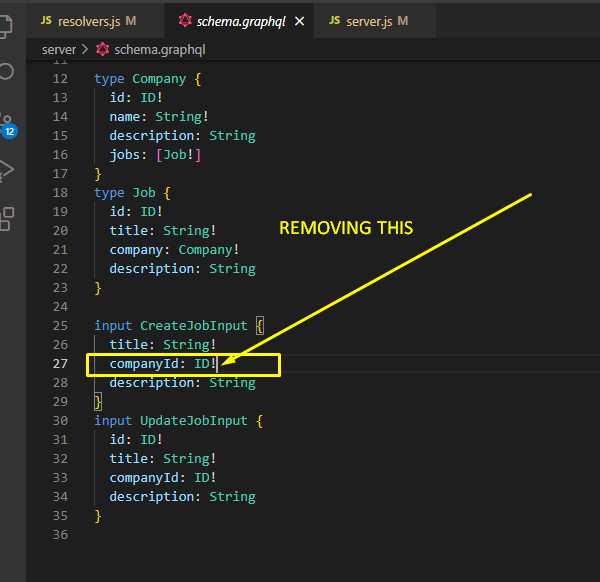 JS resolvers.js M
schema.graphql ×
JS server.js M
server > schema.graphql
11
12 type Company {
13 id: ID!
14 name: String!
15 description: String
16 jobs: [Job!]
17 }
18 type Job {
19 id: ID!
20 title: String!
21 company: Company!
22 description: String
23 }
24
25 input CreateJobInput {
26 title: String!
27 companyId: ID!
28 description: String
29 }
30 input UpdateJobInput {
31 id: ID!
32 title: String!
33 companyId: ID!
34 description: String
35 }
36
REMOVING THIS
12